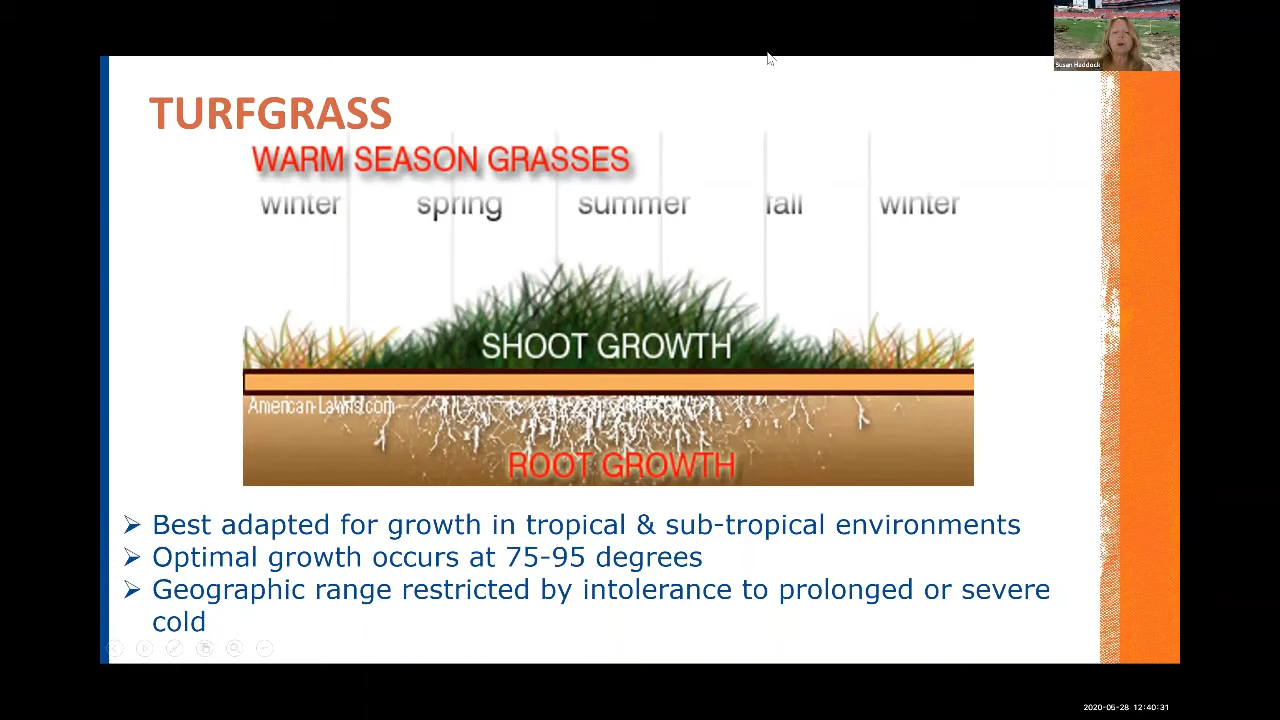 Susan Haddock
TURFGRASS
WARM SEASON GRASSES
winter spring summer fall winter
SHOOT GROWTH
American-Lawns.com
ROOT GROWTH
➢ Best adapted for growth in tropical & sub-tropical environments
➢ Optimal growth occurs at 75-95 degrees
➢ Geographic range restricted by intolerance to prolonged or severe
cold
2020-05-28 12:40:31